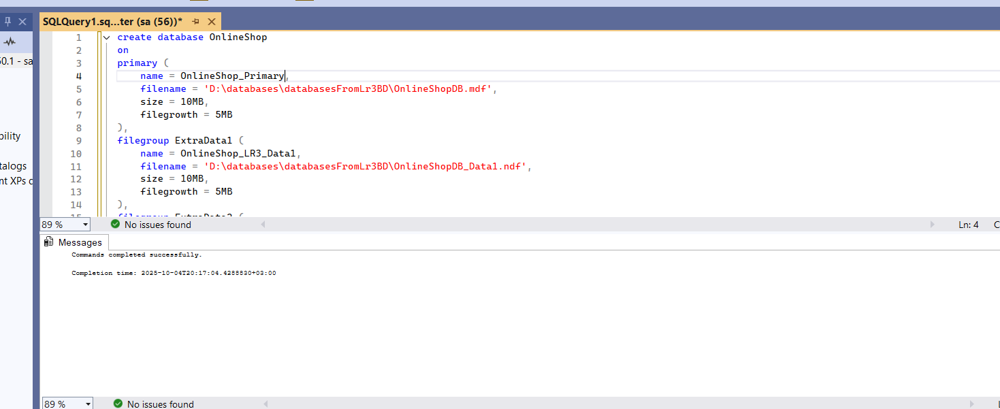 SQLQuery1.sq...ter (sa (56))*
60.1 - sa
bility
talogs
nt XPs
1 create database OnlineShop
2 on
3 primary (
4 name = OnlineShop_Primary,
5 filename = 'D:\databases\databasesFromLr3BD\OnlineShopDB.mdf',
6 size = 10MB,
7 filegrowth = 5MB
8 ),
9 filegroup ExtraData1 (
10 name = OnlineShop_LR3_Data1,
11 filename = 'D:\databases\databasesFromLr3BD\OnlineShopDB_Data1.ndf',
12 size = 10MB,
13 filegrowth = 5MB
14 ),
15 filegroup ExtraData2 (
89 % No issues found Ln: 4 C
Messages
Commands completed successfully.
Completion time: 2025-10-04T20:17:04.4288830+03:00
89 % No issues found